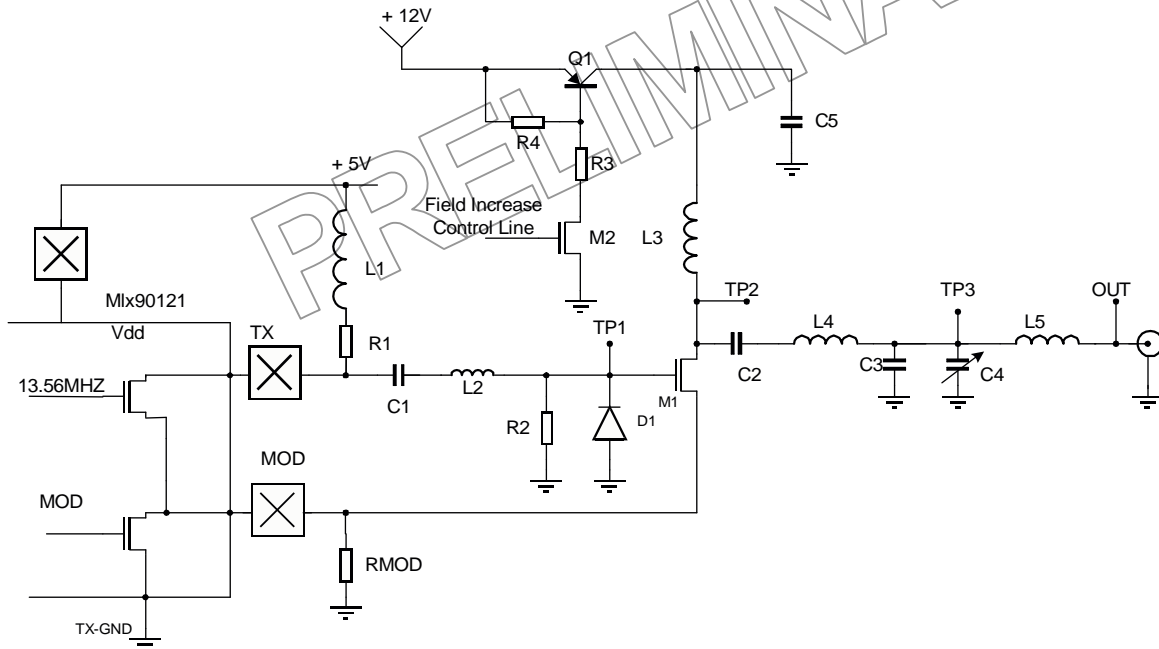 + 12V
Q1
PRELIMINA
C5
R4
+ 5V
R3
Field Increase
Control Line
M2
L3
L1
TP2
TP3
OUT
Mlx90121
Vdd
TX
R1
TP1
L4
L5
13.56MHZ
C1
L2
C2
C3
C4
M1
R2
D1
MOD
MOD
RMOD
TX-GND